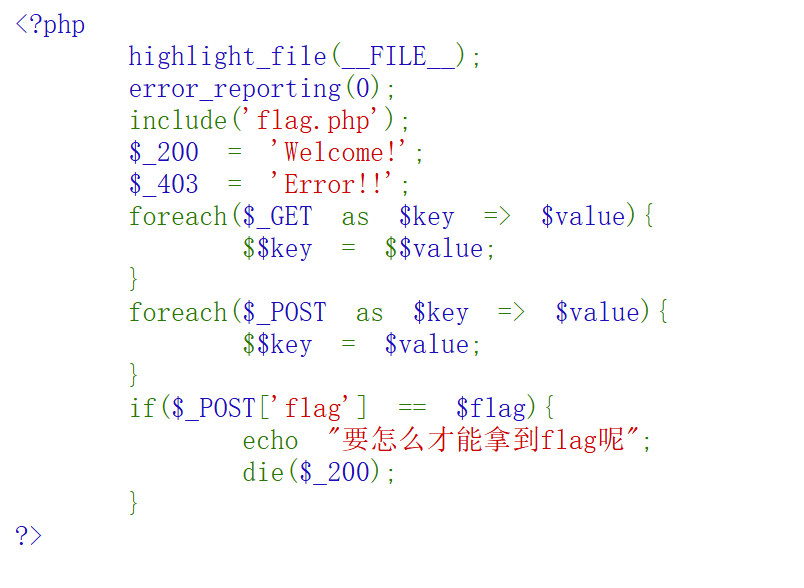 <?php
highlight_file(__FILE__);
error_reporting(0);
include('flag.php');
$_200 = 'Welcome!';
$_403 = 'Error!!';
foreach($_GET as $key => $value){
$$key = $$value;
}
foreach($_POST as $key => $value){
$$key = $value;
}
if($_POST['flag'] == $flag){
echo "要怎么才能拿到flag呢";
die($_200);
}
?>